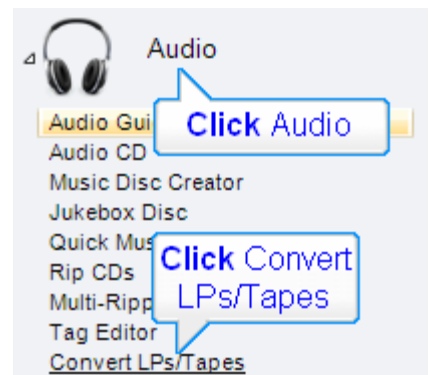 Audio
Audio Gui
Click Audio
Audio CD
Music Disc Creator
Jukebox Disc
Quick Mus
Click Convert
LPs/Tapes
Rip CDs
Multi-Ripp
Tag Editor
Convert LPs/Tapes